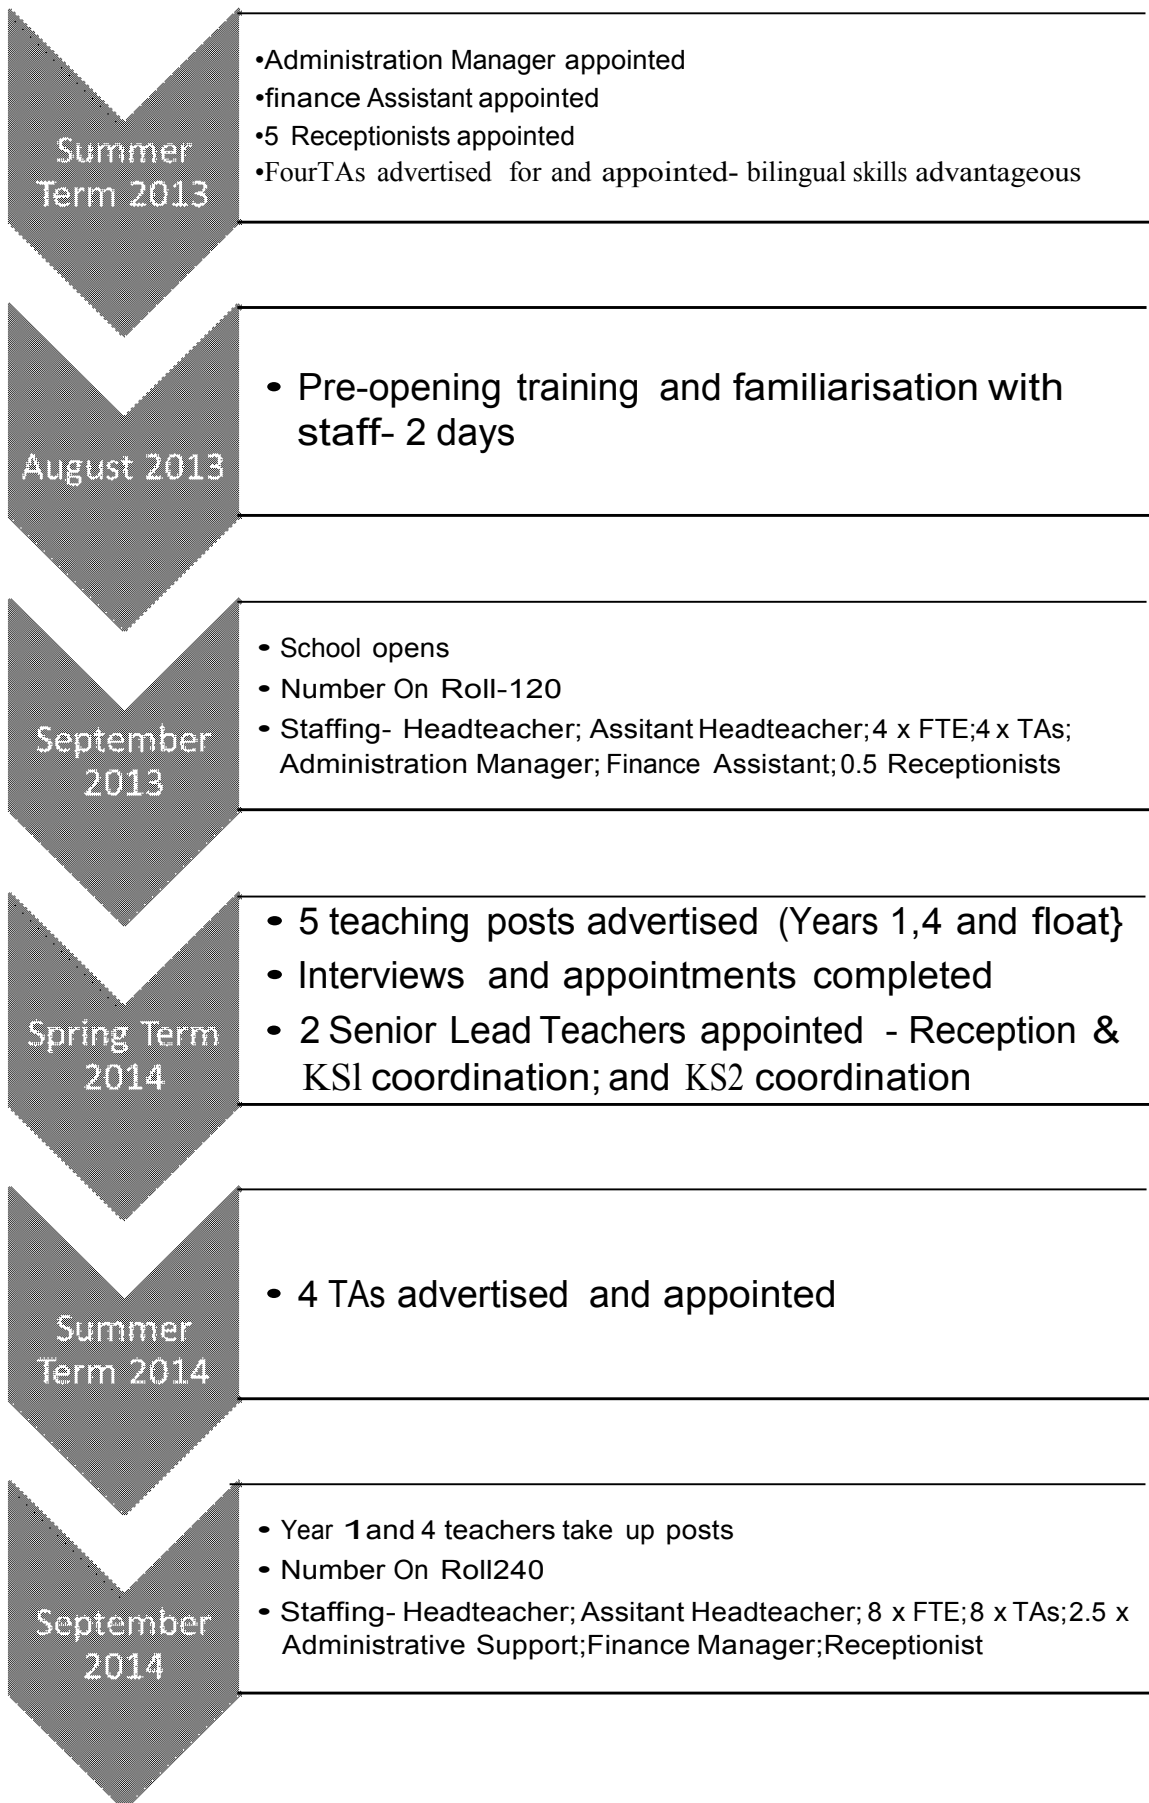 Summer
Term 2013
•Administration Manager appointed
•finance Assistant appointed
•5 Receptionists appointed
•FourTAs advertised for and appointed- bilingual skills advantageous
August 2013
• Pre-opening training and familiarisation with
staff- 2 days
September
2013
• School opens
• Number On Roll-120
• Staffing- Headteacher; Assitant Headteacher;4 x FTE;4 x TAs;
Administration Manager; Finance Assistant;0.5 Receptionists
Spring Term
2014
• 5 teaching posts advertised (Years 1,4 and float}
• Interviews and appointments completed
• 2 Senior Lead Teachers appointed - Reception &
KSl coordination; and KS2 coordination
Summer
Term 2014
• 4 TAs advertised and appointed
September
2014
• Year 1and 4 teachers take up posts
• Number On Roll240
• Staffing- Headteacher; Assitant Headteacher; 8 x FTE;8 x TAs;2.5 x
Administrative Support;Finance Manager;Receptionist